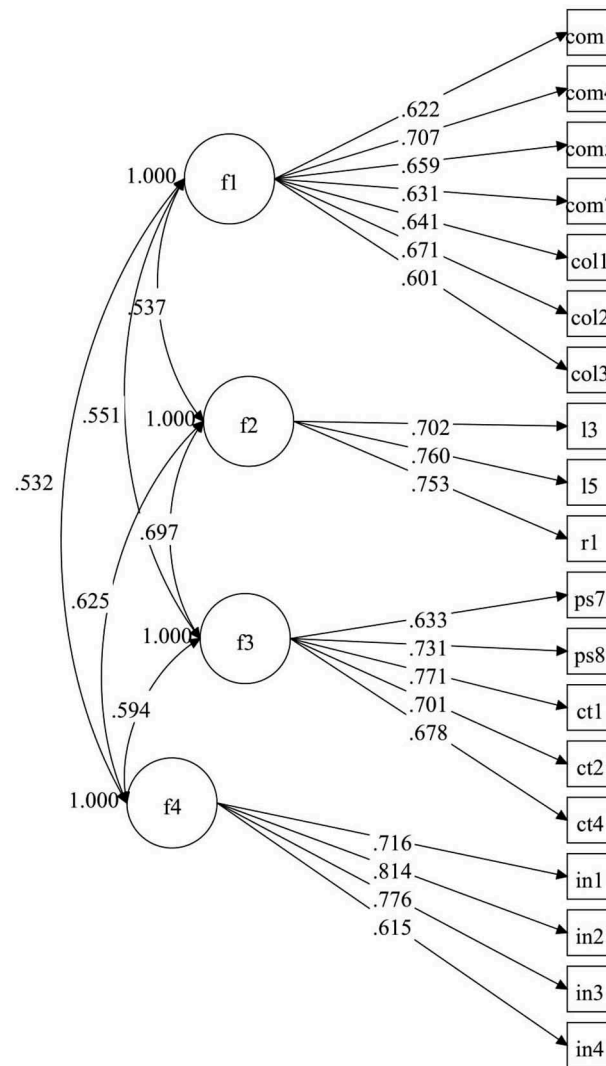 com
.622
com4
.707
com
.659
com
.631
1.000
f1
.641
col1
.671
col2
.601
col3
.537
.551
1.000
f2
.702
l3
.760
l5
.753
r1
.532
.697
.625
1.000
f3
.633
ps7
.731
ps8
.771
ct1
.701
ct2
.678
ct4
.594
1.000
f4
.716
in1
.814
in2
.776
in3
.615
in4